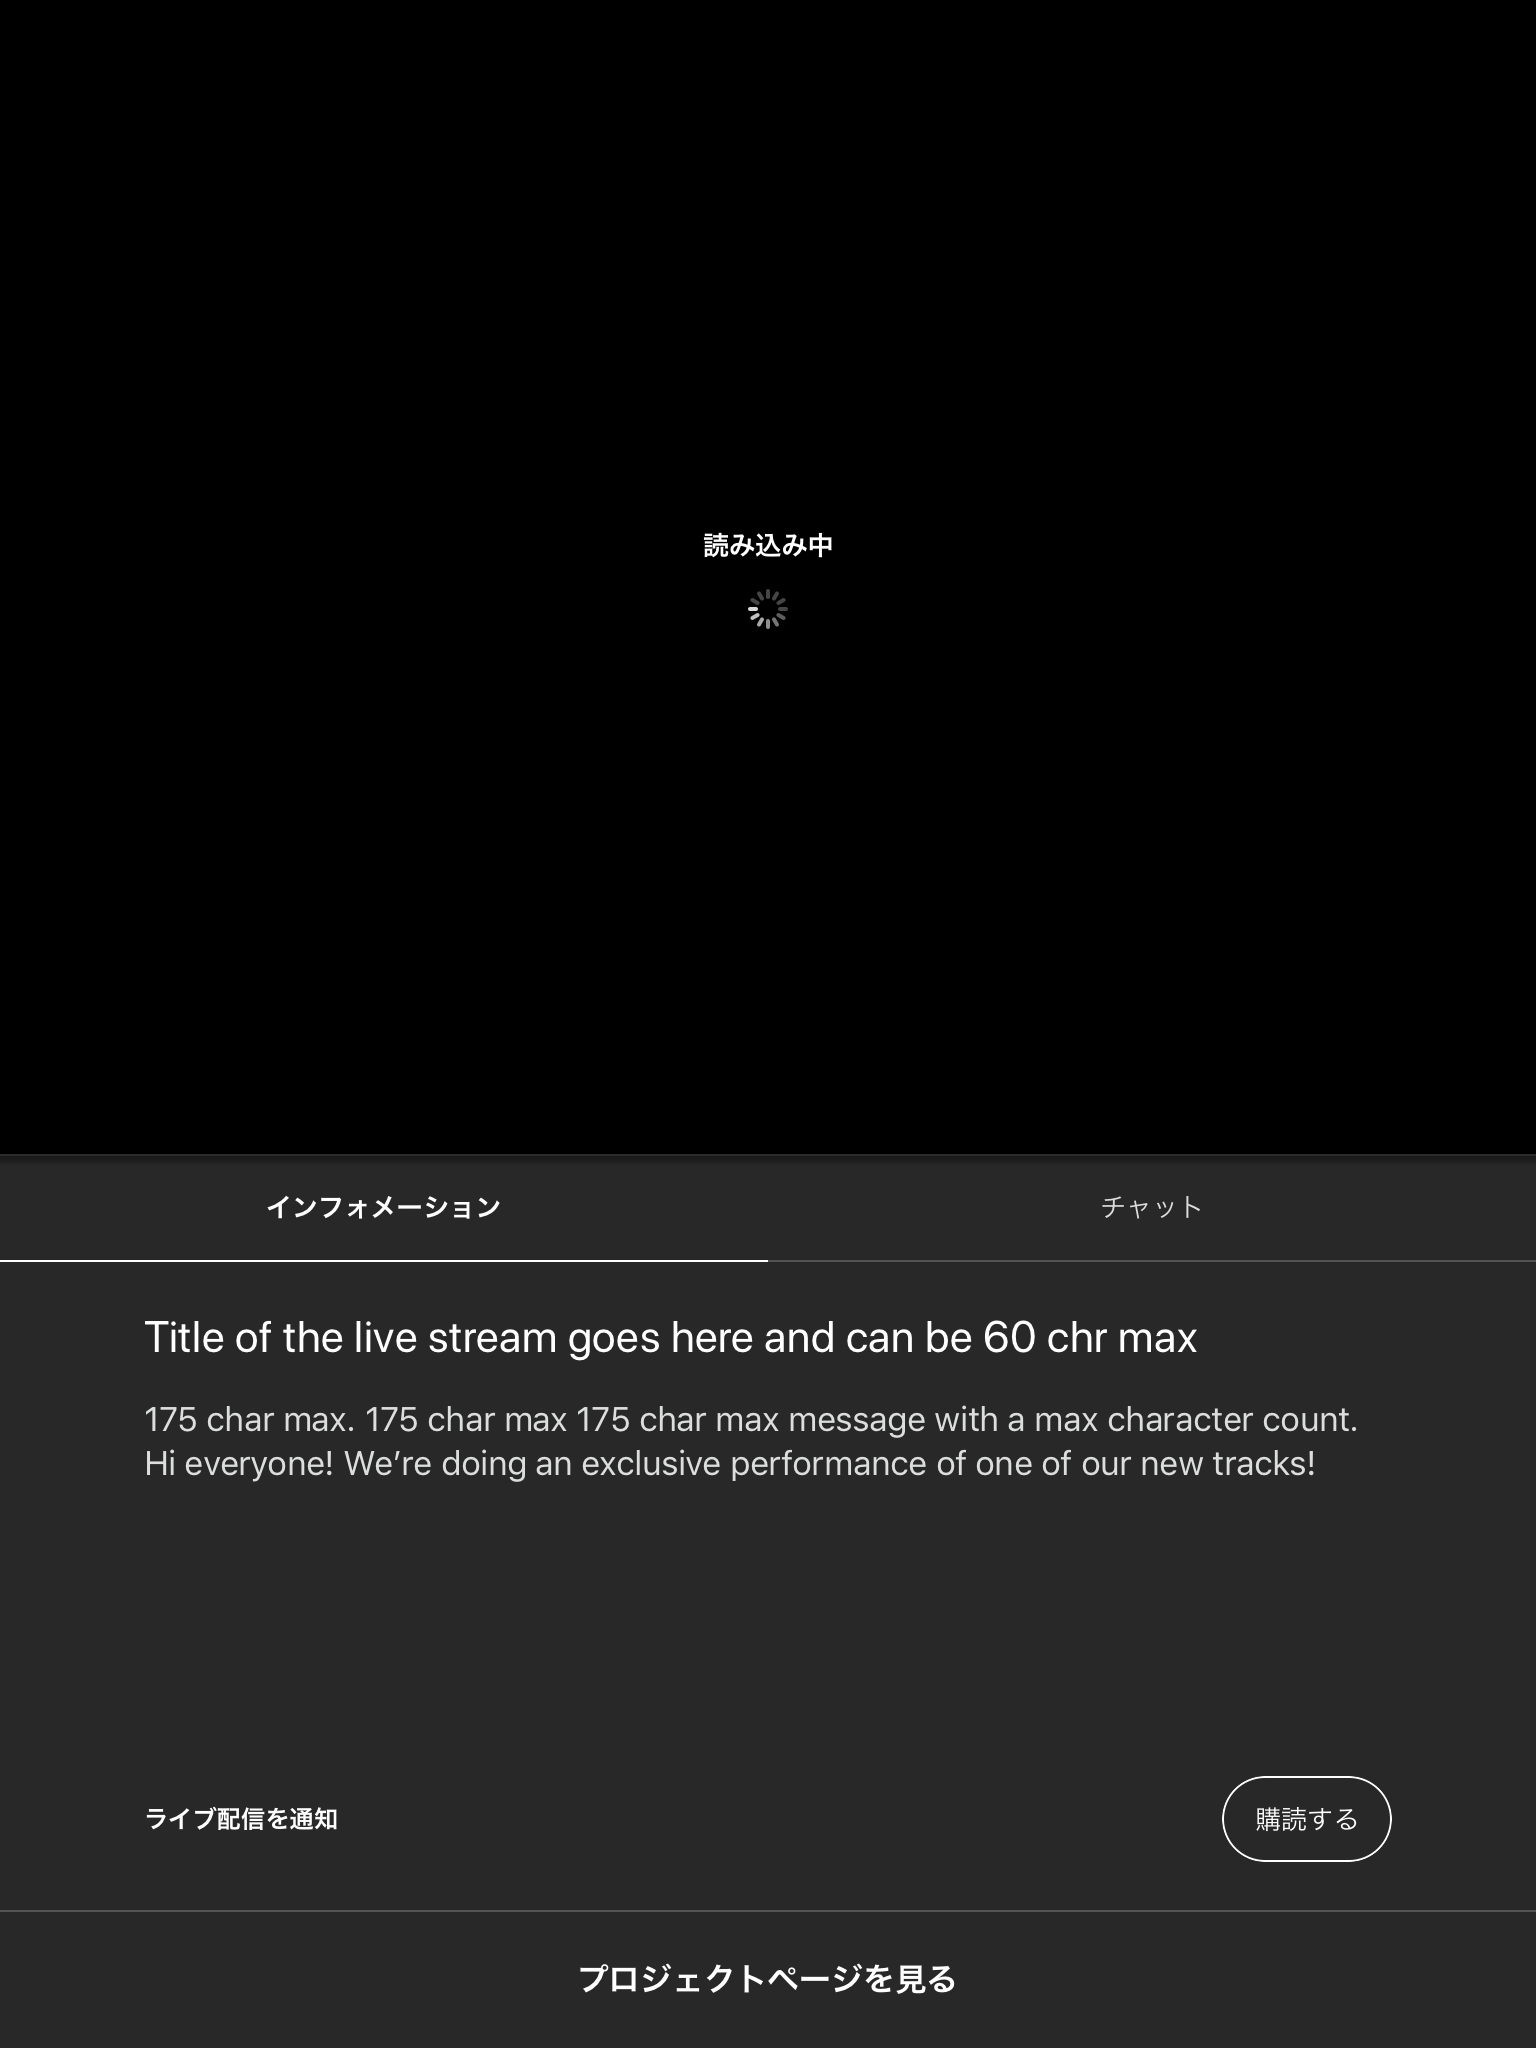 読み込み中
インフォメーション
チャット
Title of the live stream goes here and can be 60 chr max
175 char max. 175 char max 175 char max message with a max character count.
Hi everyone! We’re doing an exclusive performance of one of our new tracks!
ライブ配信を通知
購読する
プロジェクトページを見る